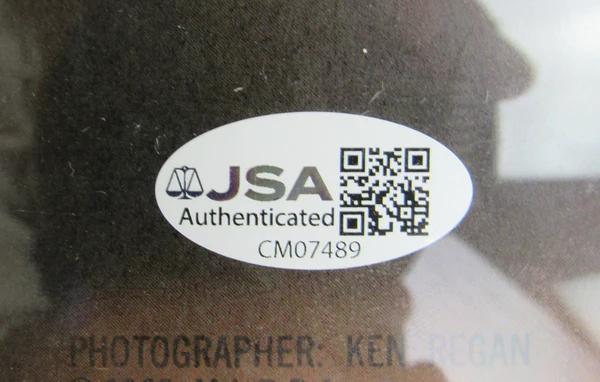 JSA
Authenticated
CM07489
PHOTOGRAPHER: KEN REGAN